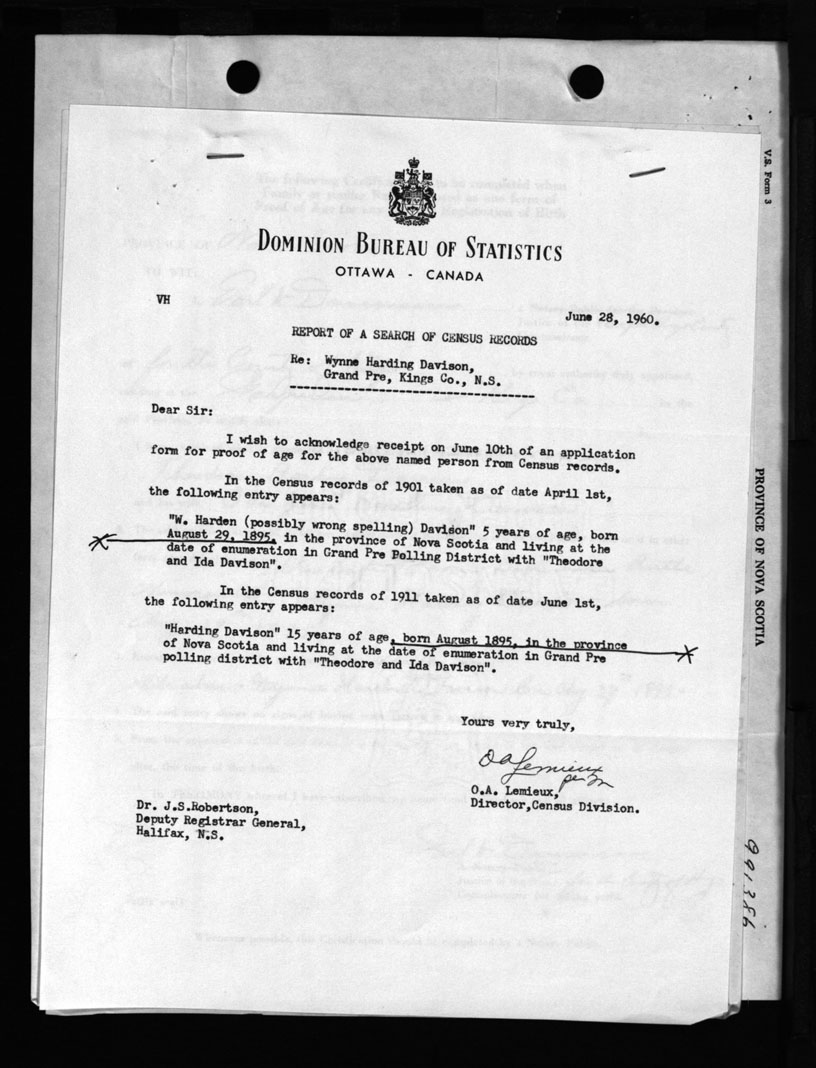 V.S. Form 3
DOMINION BUREAU OF STATISTICS
OTTAWA - CANADA
VH
June 28, 1960.
REPORT OF A SEARCH OF CENSUS RECORDS
Re: Wynne Harding Davison,
Grand Pre, Kings Co., N.S.
Dear Sir:
I wish to acknowledge receipt on June 10th of an application
form for proof of age for the above named person from Census records.
In the Census records of 1901 taken as of date April 1st,
the following entry appears:
"W. Harden (possibly wrong spelling) Davison" 5 years of age, born
August 29, 1895, in the province of Nova Scotia and living at the
date of enumeration in Grand Pre Polling District with "Theodore
and Ida Davison".
In the Census records of 1911 taken as of date June 1st,
the following entry appears:
"Harding Davison" 15 years of age, born August 1895, in the province
of Nova Scotia and living at the date of enumeration in Grand Pre
polling district with "Theodore and Ida Davison".
Yours very truly,
OALemieux
per
O.A. Lemieux,
Director,Census Division.
Dr. J.S.Robertson,
Deputy Registrar General,
Halifax, N.S.
PROVINCE OF NOVA SCOTIA
991386